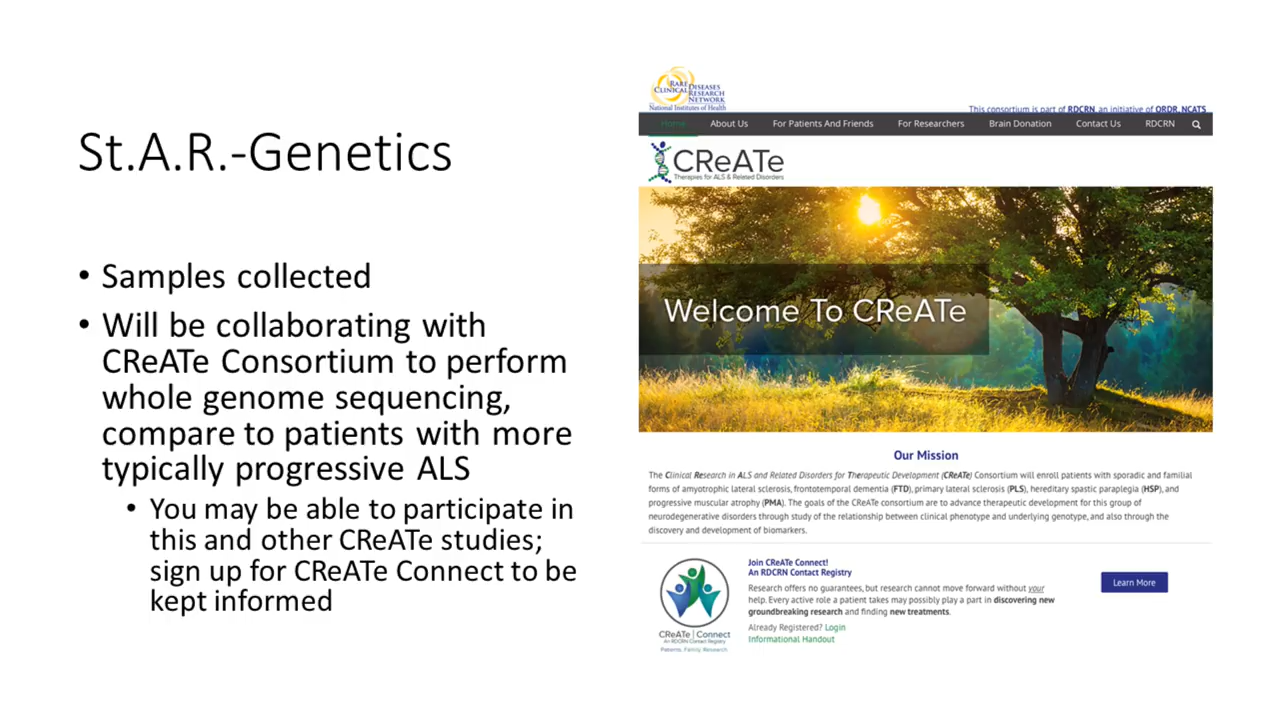 St.A.R.-Genetics
• Samples collected
• Will be collaborating with
CReATe Consortium to perform
whole genome sequencing,
compare to patients with more
typically progressive ALS
• You may be able to participate in
this and other CReATe studies;
sign up for CReATe Connect to be
kept informed
RARE
CLINICAL DISEASES
RESEARCH
NETWORK
National Institutes of Health
This consortium is part of RDCRN, an initiative of ORDR, NCATS
Home About Us For Patients And Friends For Researchers Brain Donation Contact Us RDCRN
CReATe
Therapies for ALS & Related Disorders
Welcome To CReATe
Our Mission
The Clinical Research in ALS and Related Disorders for Therapeutic Development (CReATe) Consortium will enroll patients with sporadic and familial
forms of amyotrophic lateral sclerosis, frontotemporal dementia (FTD), primary lateral sclerosis (PLS), hereditary spastic paraplegia (HSP), and
progressive muscular atrophy (PMA). The goals of the CReATe consortium are to advance therapeutic development for this group of
neurodegenerative disorders through study of the relationship between clinical phenotype and underlying genotype, and also through the
discovery and development of biomarkers.
CReATe | Connect
An RDCRN Contact Registry
Patients. Family. Research.
Join CReATe Connect!
An RDCRN Contact Registry
Research offers no guarantees, but research cannot move forward without your
help. Every active role a patient takes may possibly play a part in discovering new
groundbreaking research and finding new treatments.
Already Registered? Login
Informational Handout
Learn More